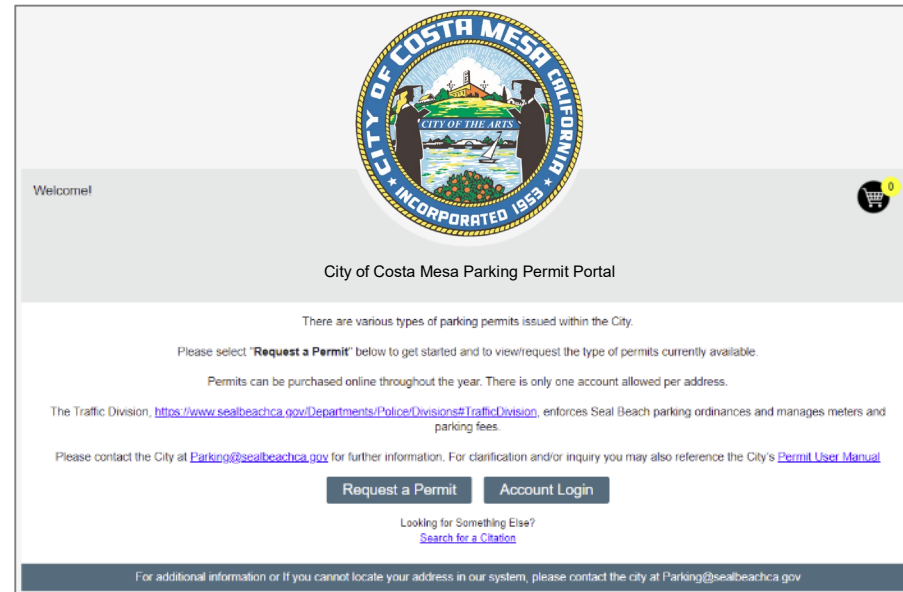 CITY OF COSTA MESA CALIFORNIA
CITY OF THE ARTS
INCORPORATED 1953
Welcome!
0
City of Costa Mesa Parking Permit Portal
There are various types of parking permits issued within the City.
Please select "Request a Permit" below to get started and to view/request the type of permits currently available.
Permits can be purchased online throughout the year. There is only one account allowed per address.
The Traffic Division, https://www.sealbeachca.gov/Departments/Police/Divisions#TrafficDivision, enforces Seal Beach parking ordinances and manages meters and
parking fees.
Please contact the City at Parking@sealbeachca.gov for further information. For clarification and/or inquiry you may also reference the City's Permit User Manual
Request a Permit
Account Login
Looking for Something Else?
Search for a Citation
For additional information or If you cannot locate your address in our system, please contact the city at Parking@sealbeachca.gov